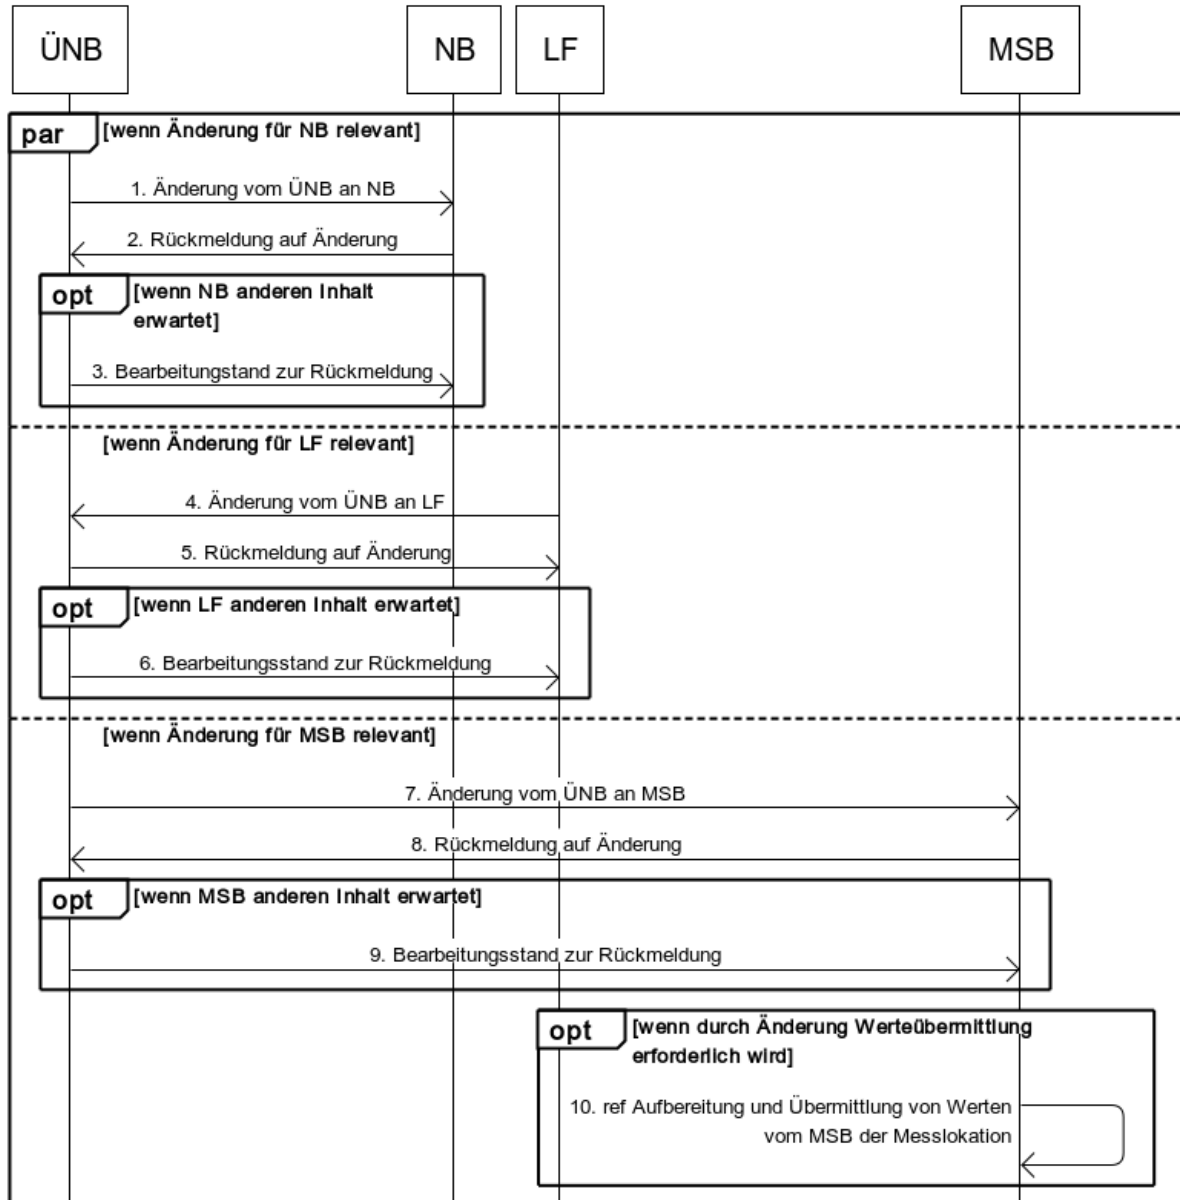 ÜNB NB LF MSB
par [wenn Änderung für NB relevant]
1. Änderung vom ÜNB an NB
2. Rückmeldung auf Änderung
opt [wenn NB anderen Inhalt
erwartet]
3. Bearbeitungstand zur Rückmeldung
[wenn Änderung für LF relevant]
4. Änderung vom ÜNB an LF
5. Rückmeldung auf Änderung
opt [wenn LF anderen Inhalt erwartet]
6. Bearbeitungsstand zur Rückmeldung
[wenn Änderung für MSB relevant]
7. Änderung vom ÜNB an MSB
8. Rückmeldung auf Änderung
opt [wenn MSB anderen Inhalt erwartet]
9. Bearbeitungsstand zur Rückmeldung
opt [wenn durch Änderung Werteübermittlung
erforderlich wird]
10. ref Aufbereitung und Übermittlung von Werten
vom MSB der Messlokation